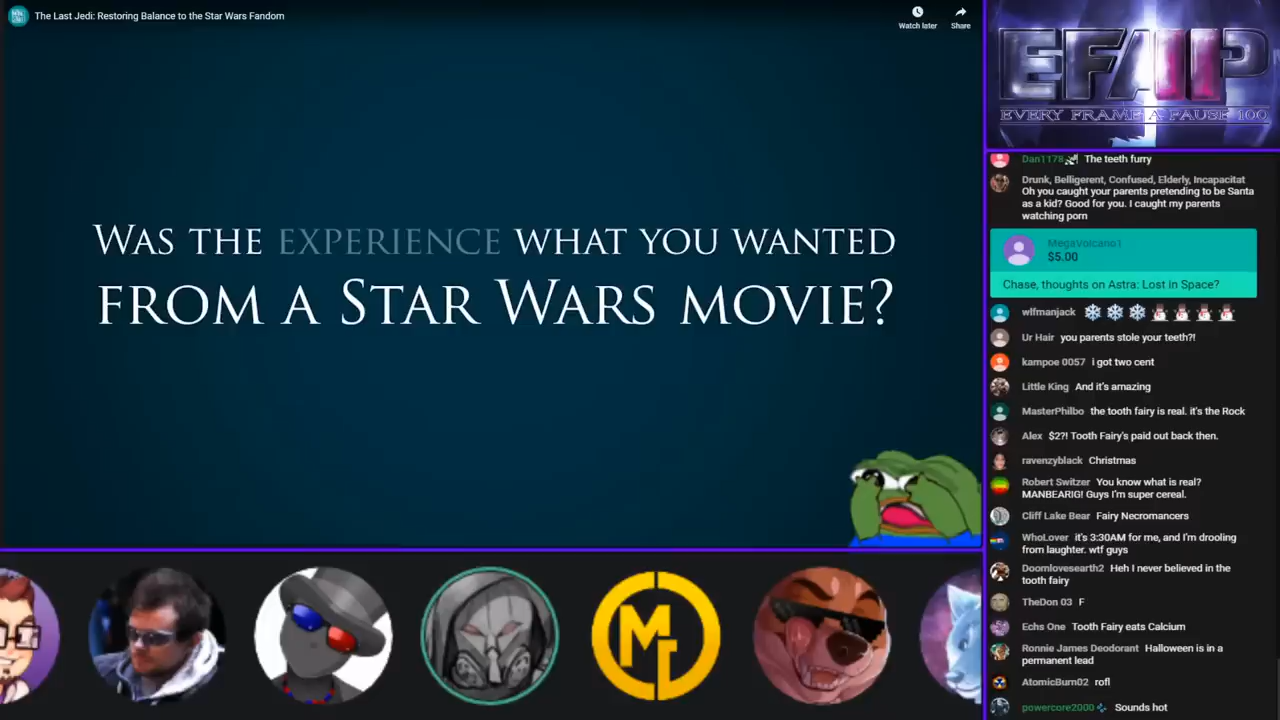 The Last Jedi: Restoring Balance to the Star Wars Fandom
Watch later
Share
WAS THE EXPERIENCE WHAT YOU WANTED
FROM A STAR WARS MOVIE?
EFAP
EVERY FRAME A PAUSE 100
Dan1178 The teeth furry
Drunk, Belligerent, Confused, Elderly, Incapacitat
Oh you caught your parents pretending to be Santa
as a kid? Good for you. I caught my parents
watching porn
MegaVolcano1
$5.00
Chase, thoughts on Astra: Lost in Space?
wlfmanjack ❄❄❄⛄⛄⛄⛄
Ur Hair you parents stole your teeth?!
kampoe 0057 i got two cent
Little King And it's amazing
MasterPhilbo the tooth fairy is real. it's the Rock
Alex $2?! Tooth Fairy's paid out back then.
ravenzyblack Christmas
Robert Switzer You know what is real?
MANBEARIG! Guys I'm super cereal.
Cliff Lake Bear Fairy Necromancers
WhoLover it's 3:30AM for me, and I'm drooling
from laughter. wtf guys
Doomlovesearth2 Heh I never believed in the
tooth fairy
TheDon 03 F
Echs One Tooth Fairy eats Calcium
Ronnie James Deodorant Halloween is in a
permanent lead
AtomicBum02 rofl
powercore2000 Sounds hot
MG